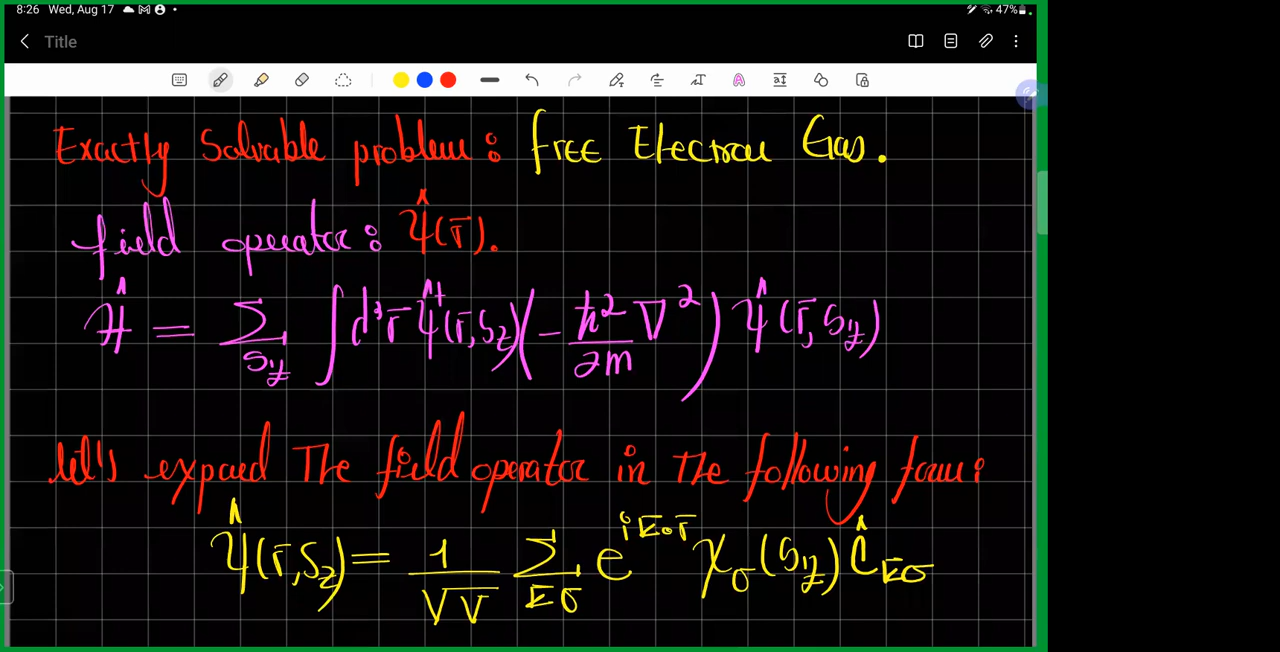 8:26 Wed, Aug 17 47%
Title
Exactly Solvable problem: Free Electron Gas.
field operator: Ψ̂(r̄).
Ĥ = Σ_{S_z} ∫ d³r̄ Ψ̂†(r̄,S_z) (-ħ²/2m ∇²) Ψ̂(r̄,S_z)
let's expand The field operator in The following form:
Ψ̂(r̄,S_z) = 1/√V Σ_{k̄σ} e^{ik̄·r̄} χ_σ(S_z) Ĉ_{k̄σ}